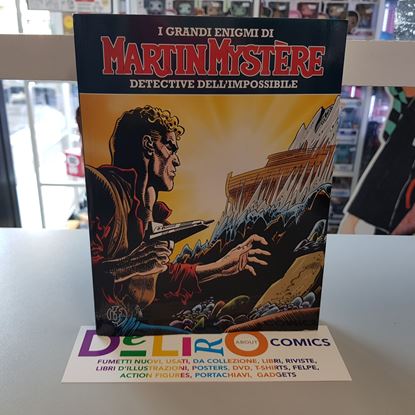 I GRANDI ENIGMI DI
MARTIN MYSTÈRE
DETECTIVE DELL'IMPOSSIBILE
DELIRO ABOUT COMICS
FUMETTI NUOVI, USATI, DA COLLEZIONE, LIBRI, RIVISTE,
LIBRI D'ILLUSTRAZIONI, POSTERS, DVD, T-SHIRTS, FELPE,
ACTION FIGURES, PORTACHIAVI, GADGETS